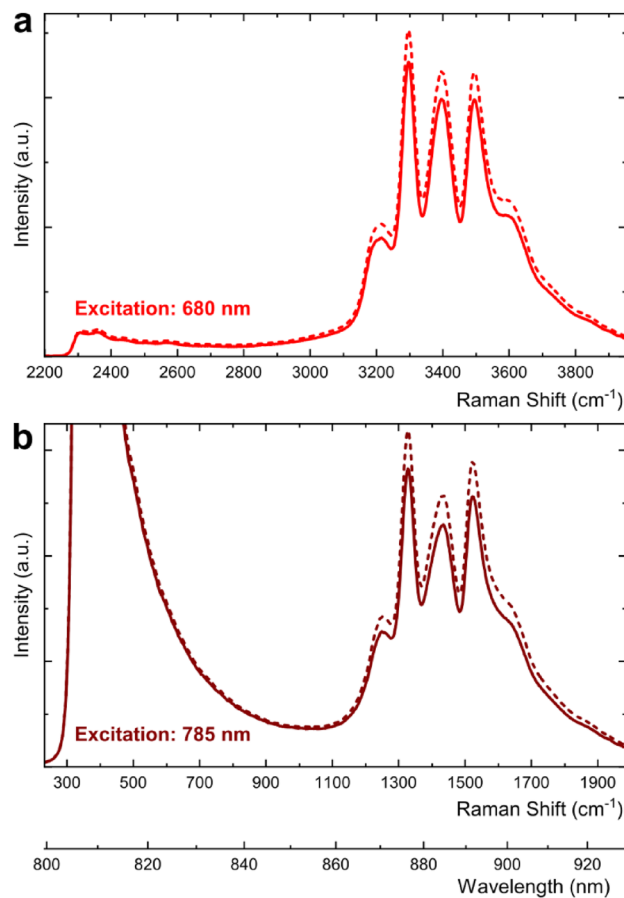 a
Intensity (a.u.)
Excitation: 680 nm
2200 2400 2600 2800 3000 3200 3400 3600 3800
Raman Shift (cm⁻¹)
b
Intensity (a.u.)
Excitation: 785 nm
300 500 700 900 1100 1300 1500 1700 1900
Raman Shift (cm⁻¹)
800 820 840 860 880 900 920
Wavelength (nm)